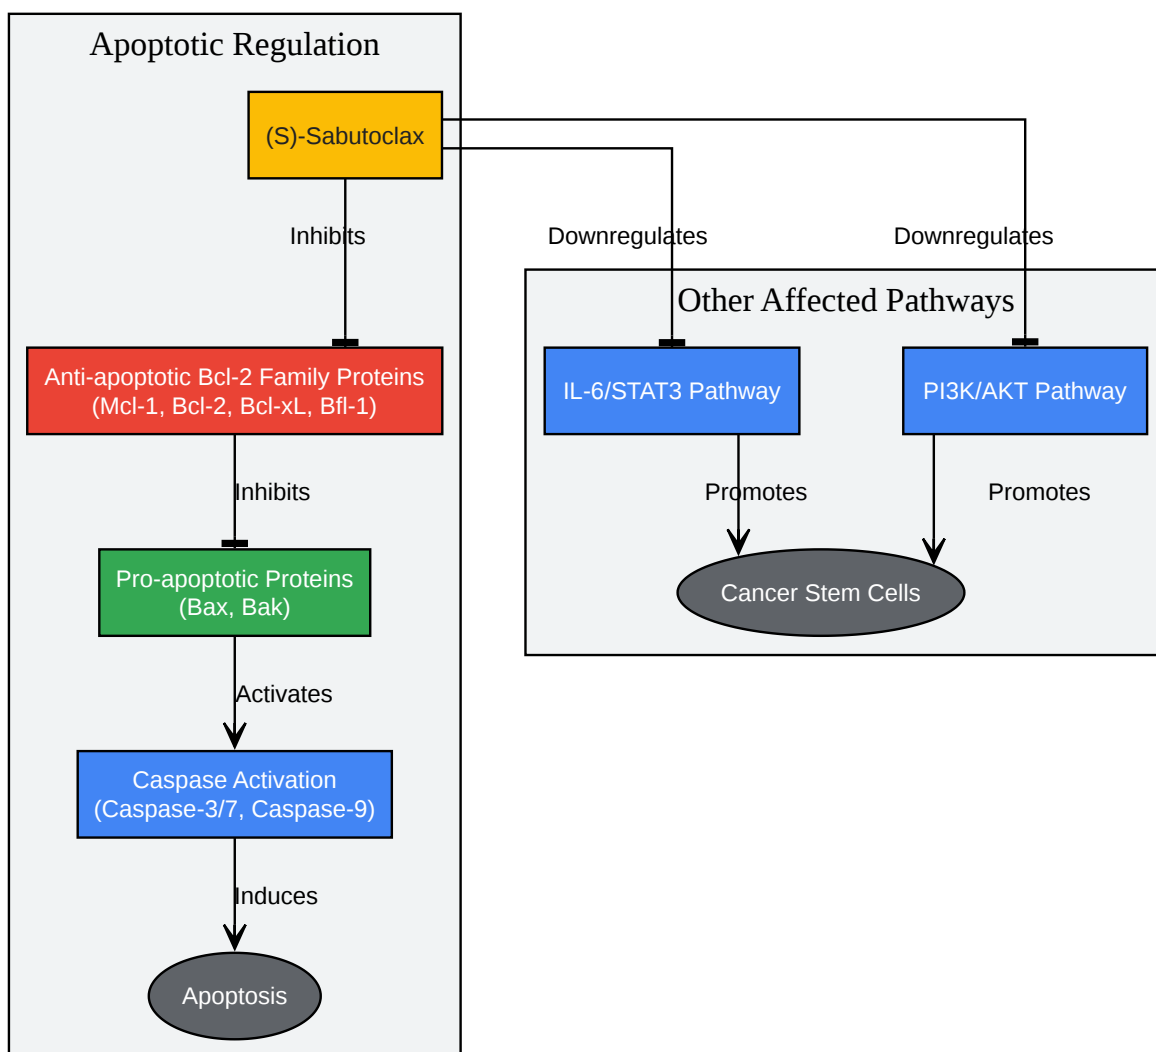 Apoptotic Regulation
(S)-Sabutoclax
Inhibits
Downregulates
Downregulates
Other Affected Pathways
Anti-apoptotic Bcl-2 Family Proteins
(Mcl-1, Bcl-2, Bcl-xL, Bfl-1)
IL-6/STAT3 Pathway
PI3K/AKT Pathway
Inhibits
Promotes
Promotes
Pro-apoptotic Proteins
(Bax, Bak)
Cancer Stem Cells
Activates
Caspase Activation
(Caspase-3/7, Caspase-9)
Induces
Apoptosis